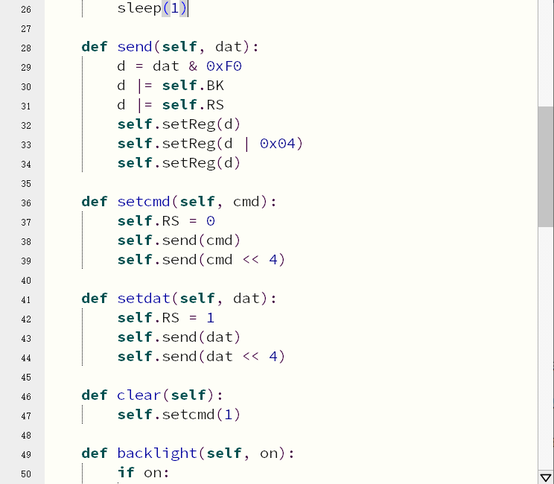 26 sleep(1)
27
28 def send(self, dat):
29 d = dat & 0xF0
30 d |= self.BK
31 d |= self.RS
32 self.setReg(d)
33 self.setReg(d | 0x04)
34 self.setReg(d)
35
36 def setcmd(self, cmd):
37 self.RS = 0
38 self.send(cmd)
39 self.send(cmd << 4)
40
41 def setdat(self, dat):
42 self.RS = 1
43 self.send(dat)
44 self.send(dat << 4)
45
46 def clear(self):
47 self.setcmd(1)
48
49 def backlight(self, on):
50 if on: